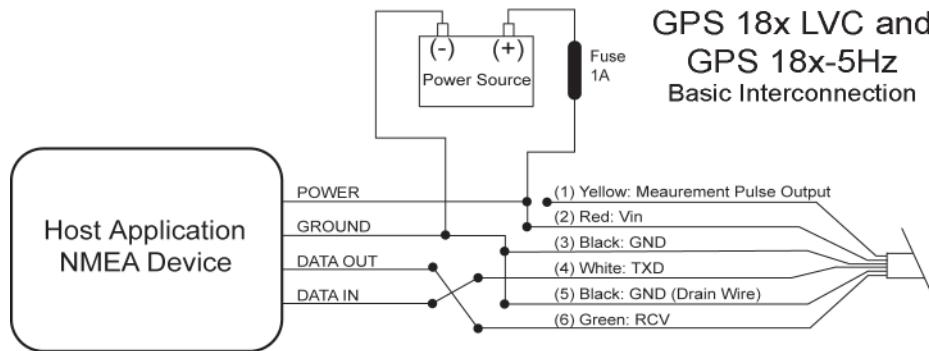 GPS 18x LVC and
GPS 18x-5Hz
Basic Interconnection
(-) (+)
Power Source
Fuse
1A
Host Application
NMEA Device
POWER
GROUND
DATA OUT
DATA IN
(1) Yellow: Meaurement Pulse Output
(2) Red: Vin
(3) Black: GND
(4) White: TXD
(5) Black: GND (Drain Wire)
(6) Green: RCV